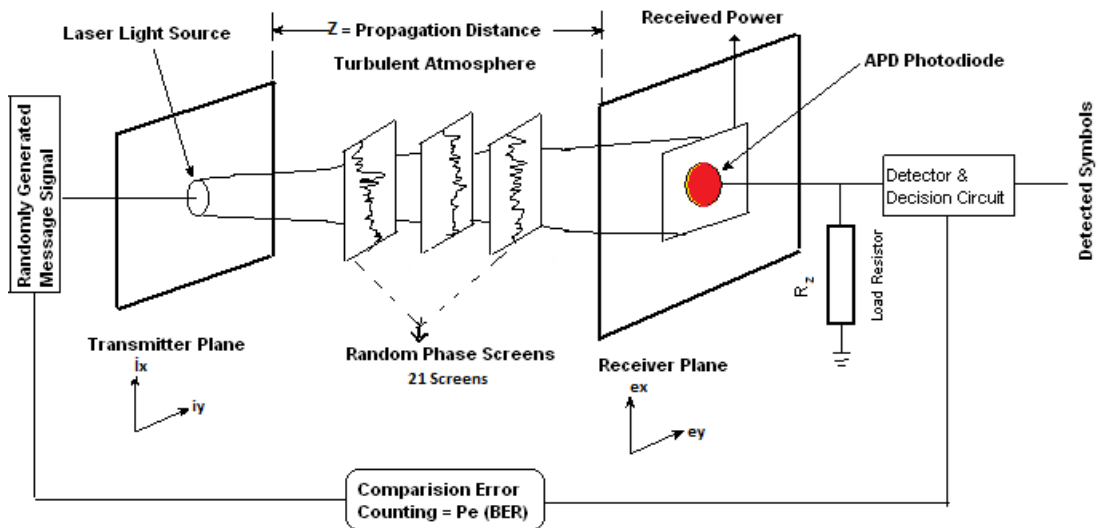 Laser Light Source
Z = Propagation Distance
Turbulent Atmosphere
Received Power
APD Photodiode
Randomly Generated
Message Signal
Detector &
Decision Circuit
Detected Symbols
R z
Load Resistor
Transmitter Plane
ix
iy
Random Phase Screens
21 Screens
Receiver Plane
ex
ey
Comparision Error
Counting = Pe (BER)